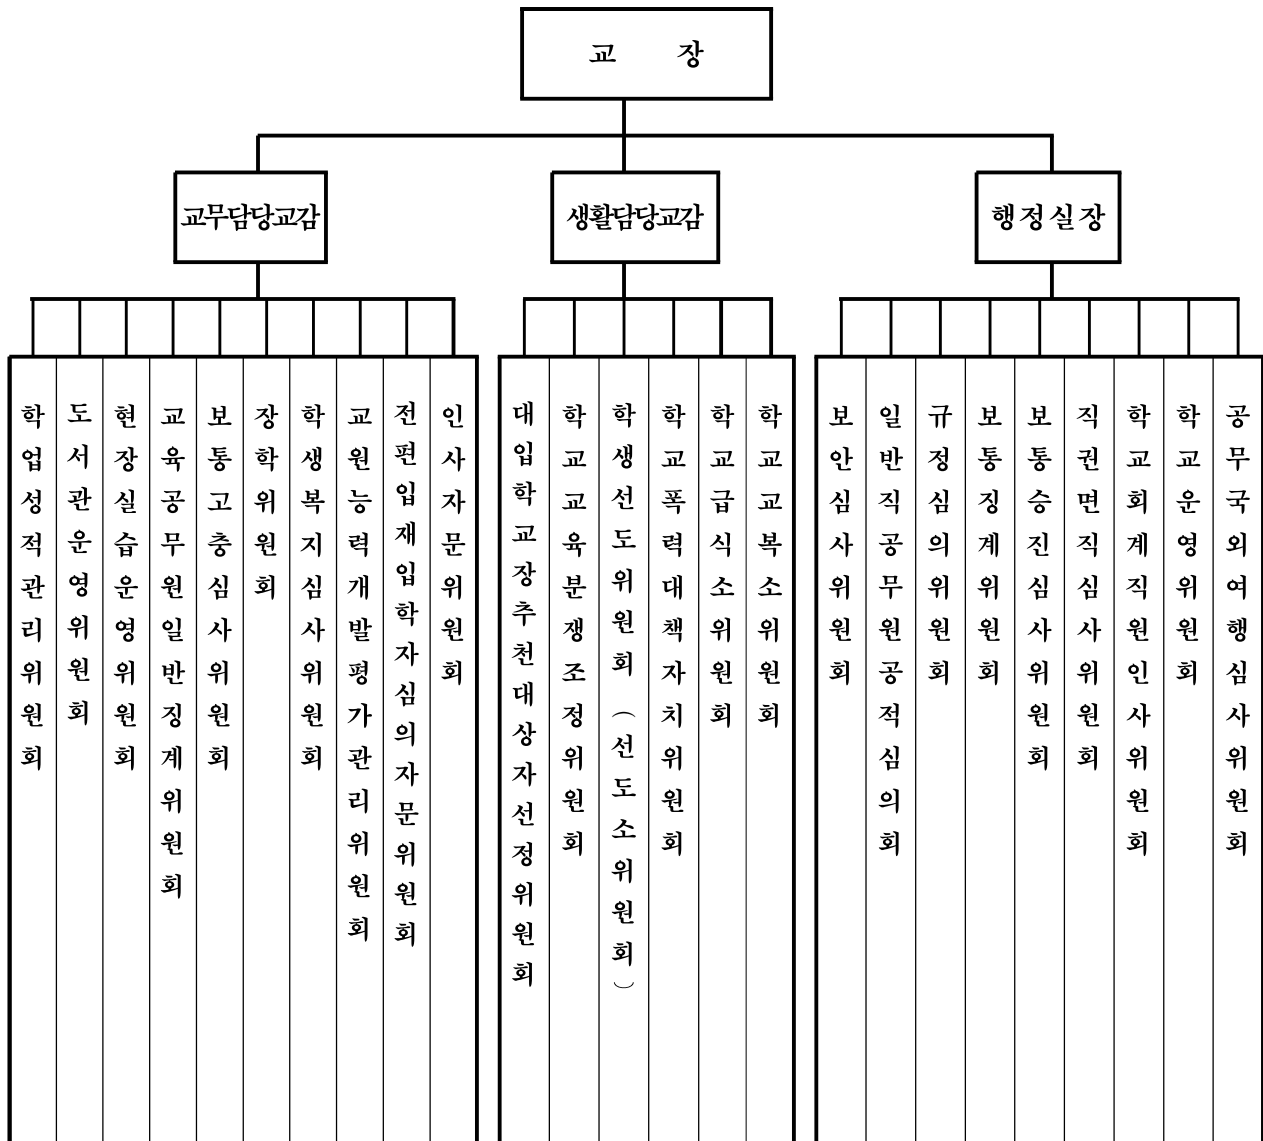 교 장
교무담당교감
생활담당교감
행정실장
학업성적관리위원회
도서관운영위원회
현장실습운영위원회
교육공무원일반징계위원회
보통고충심사위원회
장학위원회
학생복지심사위원회
교원능력개발평가관리위원회
전편입재입학자심의자문위원회
인사자문위원회
대입학교장추천대상자선정위원회
학교교육분쟁조정위원회
학생선도위원회(선도소위원회)
학교폭력대책자치위원회
학교급식소위원회
학교교복소위원회
보안심사위원회
일반직공무원공적심의회
규정심의위원회
보통징계위원회
보통승진심사위원회
직권면직심사위원회
학교회계직원인사위원회
학교운영위원회
공무국외여행심사위원회